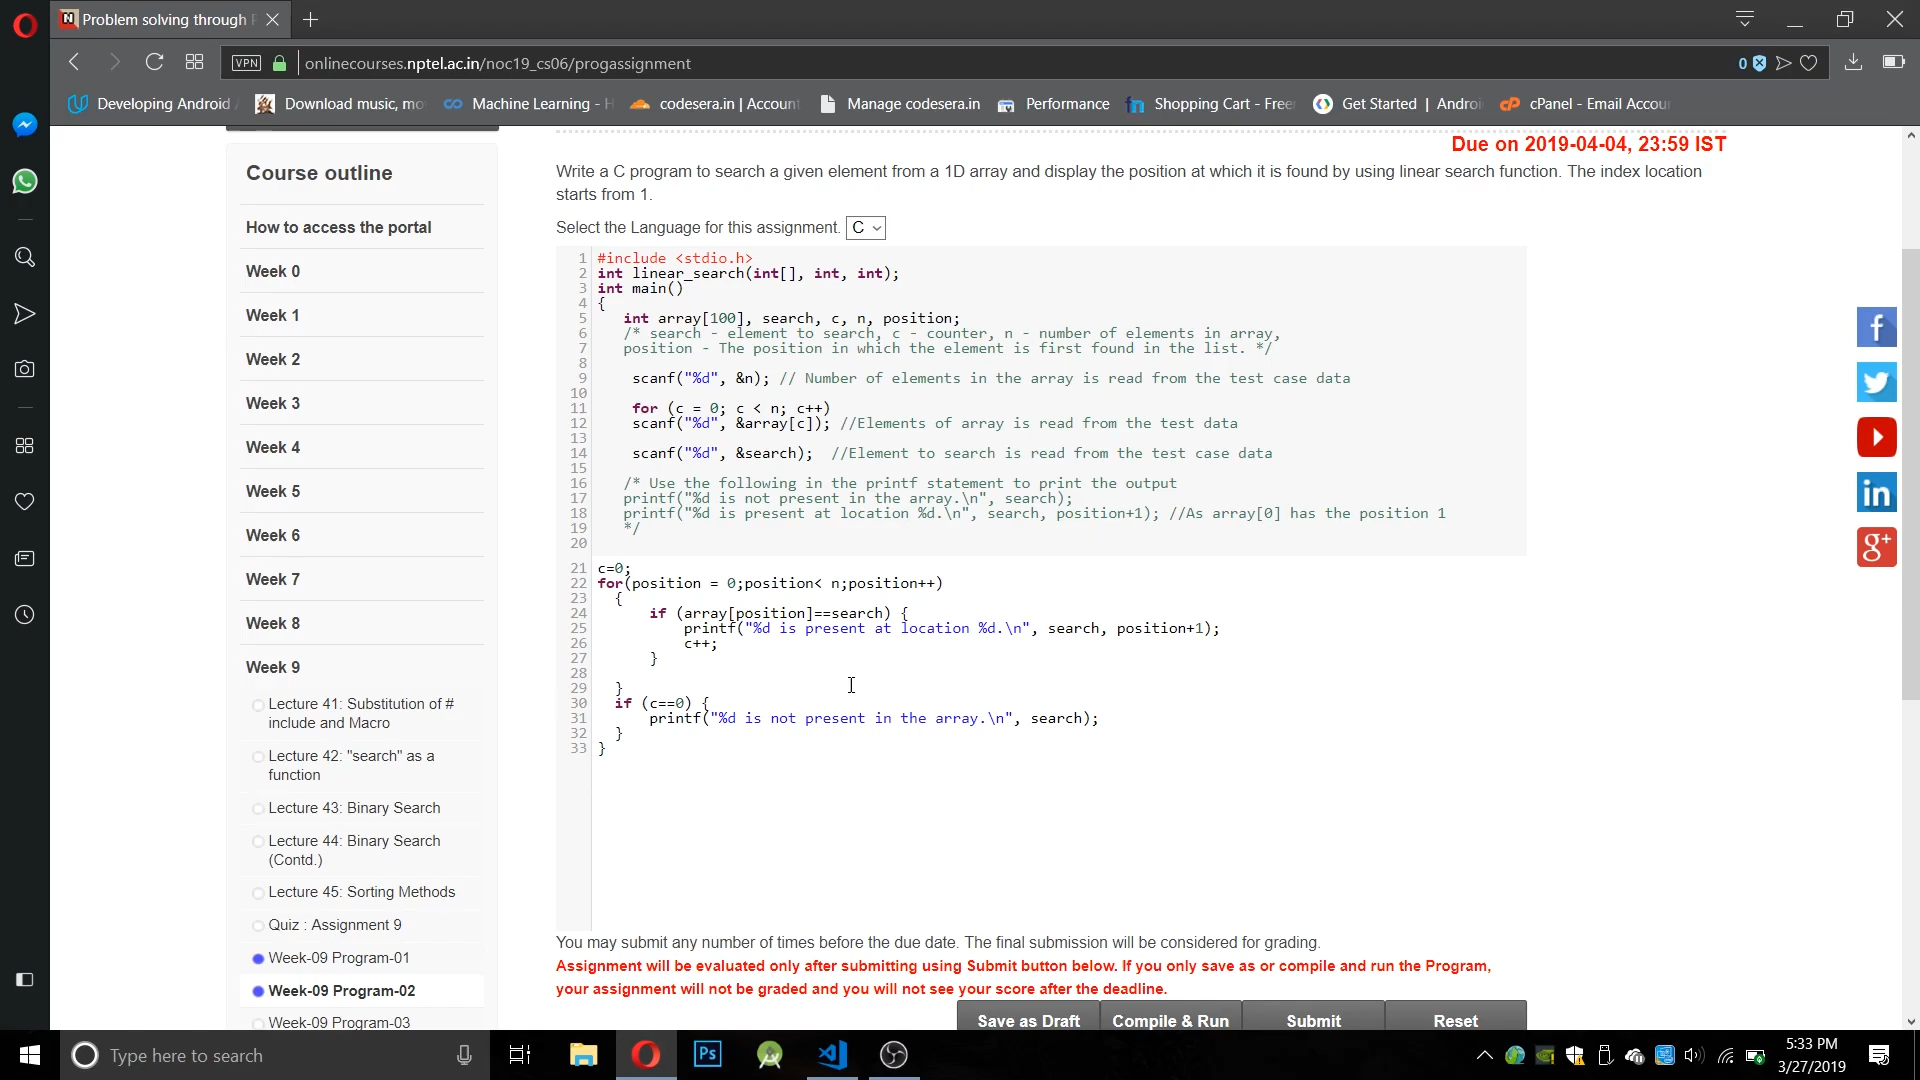 Problem solving through P
VPN
onlinecourses.nptel.ac.in/noc19_cs06/progassignment
0
Developing Android
Download music, mo
Machine Learning - H
codesera.in | Account
Manage codesera.in
Performance
Shopping Cart - Free
Get Started | Androi
cPanel - Email Accou
Due on 2019-04-04, 23:59 IST
Course outline
How to access the portal
Week 0
Week 1
Week 2
Week 3
Week 4
Week 5
Week 6
Week 7
Week 8
Week 9
Lecture 41: Substitution of #
include and Macro
Lecture 42: "search" as a
function
Lecture 43: Binary Search
Lecture 44: Binary Search
(Contd.)
Lecture 45: Sorting Methods
Quiz : Assignment 9
Week-09 Program-01
Week-09 Program-02
Week-09 Program-03
Write a C program to search a given element from a 1D array and display the position at which it is found by using linear search function. The index location
starts from 1.
Select the Language for this assignment. C
1 #include <stdio.h>
2 int linear_search(int[], int, int);
3 int main()
4 {
5 int array[100], search, c, n, position;
6 /* search - element to search, c - counter, n - number of elements in array,
7 position - The position in which the element is first found in the list. */
8
9 scanf("%d", &n); // Number of elements in the array is read from the test case data
10
11 for (c = 0; c < n; c++)
12 scanf("%d", &array[c]); //Elements of array is read from the test data
13
14 scanf("%d", &search); //Element to search is read from the test case data
15
16 /* Use the following in the printf statement to print the output
17 printf("%d is not present in the array.\n", search);
18 printf("%d is present at location %d.\n", search, position+1); //As array[0] has the position 1
19 */
20
21 c=0;
22 for(position = 0;position< n;position++)
23 {
24 if (array[position]==search) {
25 printf("%d is present at location %d.\n", search, position+1);
26 c++;
27 }
28
29 }
30 if (c==0) {
31 printf("%d is not present in the array.\n", search);
32 }
33 }
You may submit any number of times before the due date. The final submission will be considered for grading.
Assignment will be evaluated only after submitting using Submit button below. If you only save as or compile and run the Program,
your assignment will not be graded and you will not see your score after the deadline.
Save as Draft
Compile & Run
Submit
Reset
f
in
g+
Type here to search
Ps
5:33 PM
3/27/2019